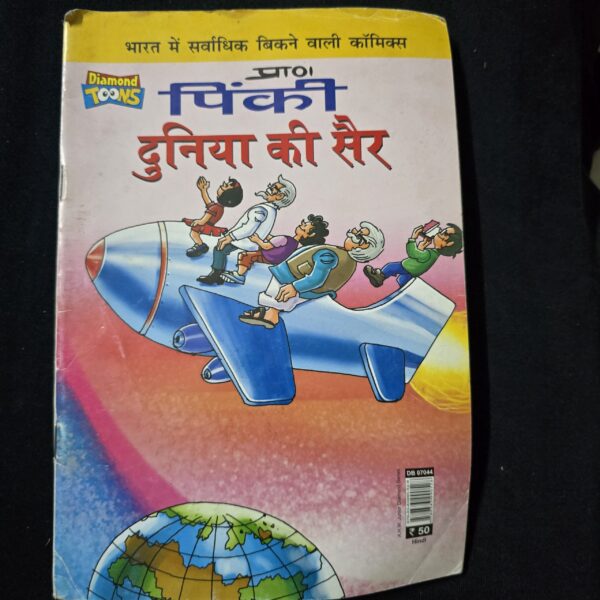 भारत में सर्वाधिक बिकने वाली कॉमिक्स
Diamond
TOONS
प्राण
पिंकी
दुनिया की सैर
DB 07044
₹ 50
Hindi